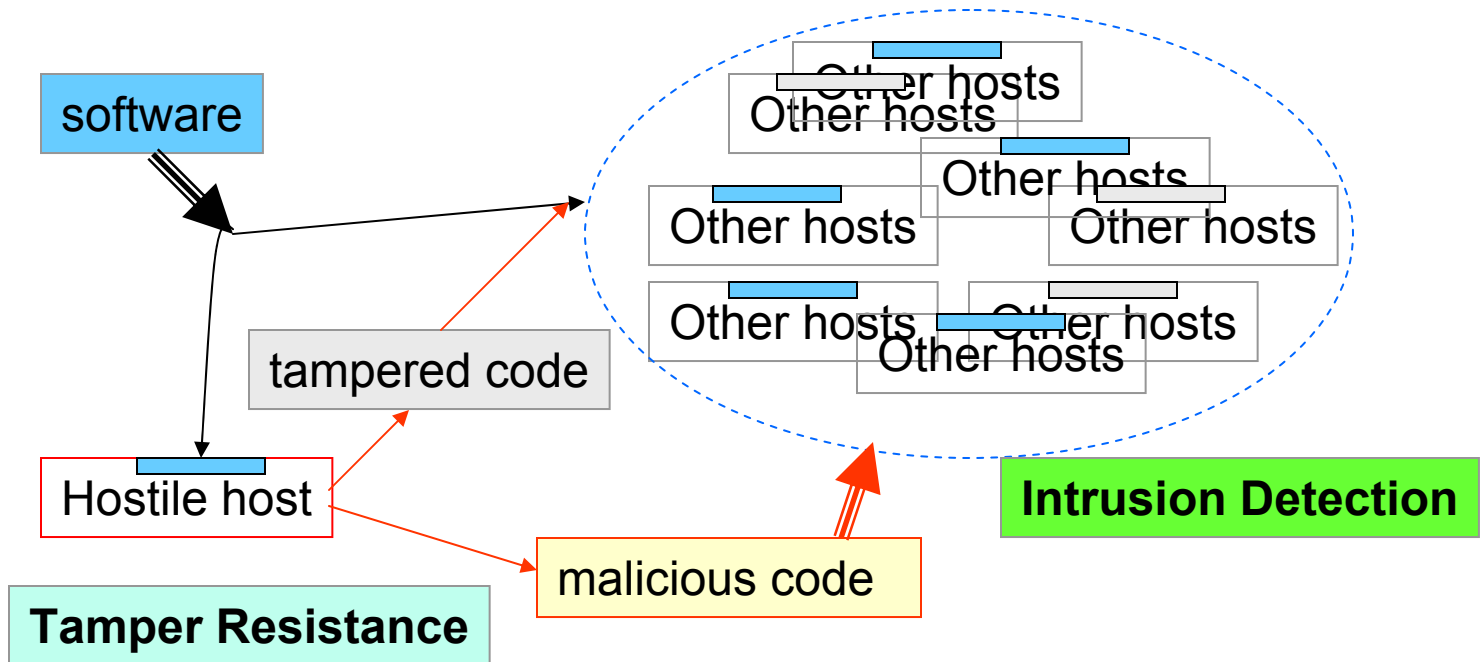 software
Other hosts
Other hosts
Other hosts
Other hosts
Other hosts
Other hosts
Other hosts
Other hosts
tampered code
Hostile host
Intrusion Detection
malicious code
Tamper Resistance